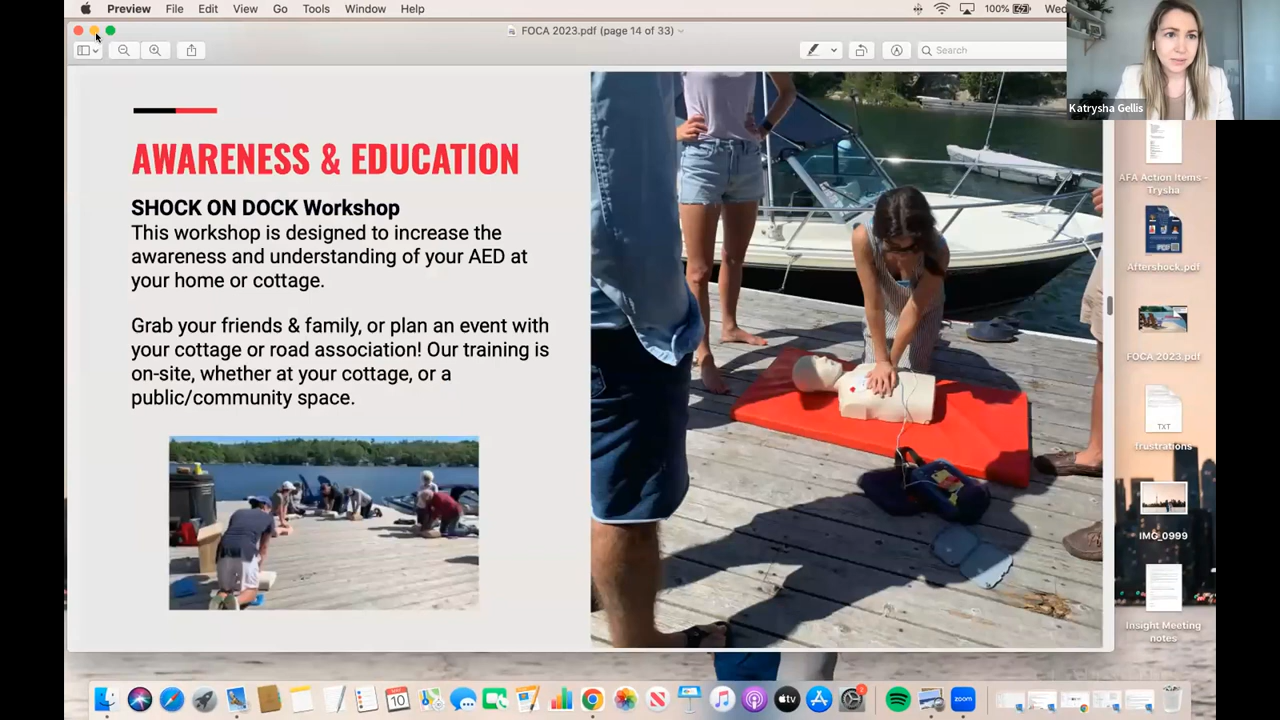 Preview File Edit View Go Tools Window Help
100%
Wed
FOCA 2023.pdf (page 14 of 33)
Search
Katrysha Gellis
AWARENESS & EDUCATION
SHOCK ON DOCK Workshop
This workshop is designed to increase the
awareness and understanding of your AED at
your home or cottage.
Grab your friends & family, or plan an event with
your cottage or road association! Our training is
on-site, whether at your cottage, or a
public/community space.
AFA Action Items -
Trysha
Aftershock.pdf
FOCA 2023.pdf
TXT
frustrations
IMG_0999
Insight Meeting
notes
10
tv
zoom